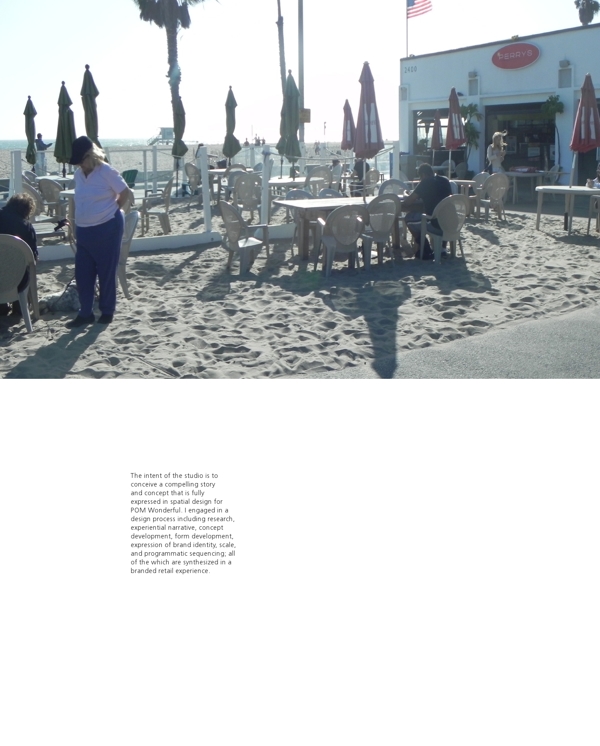 PERRY'S
2400
The intent of the studio is to
conceive a compelling story
and concept that is fully
expressed in spatial design for
POM Wonderful. I engaged in a
design process including research,
experiential narrative, concept
development, form development,
expression of brand identity, scale,
and programmatic sequencing; all
of the which are synthesized in a
branded retail experience.